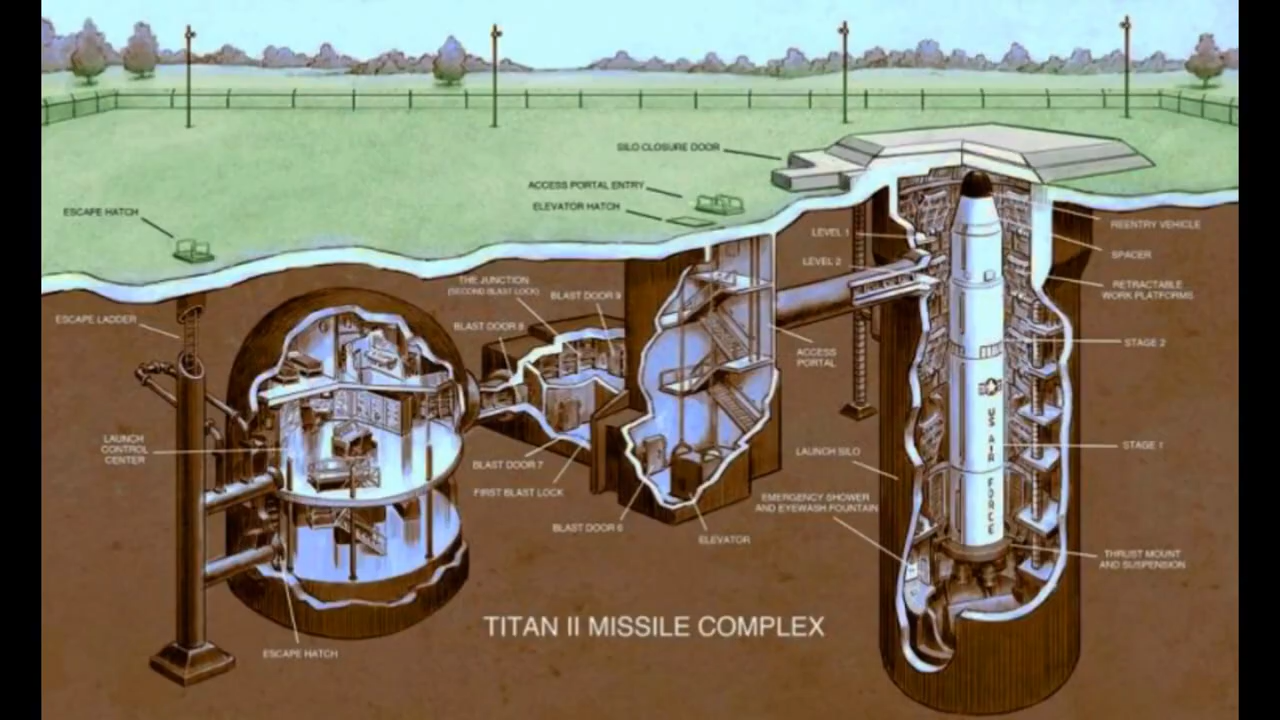 SILO CLOSURE DOOR
ACCESS PORTAL ENTRY
ELEVATOR HATCH
ESCAPE HATCH
LEVEL 1
LEVEL 2
REENTRY VEHICLE
SPACER
RETRACTABLE
WORK PLATFORMS
THE JUNCTION
(SECOND BLAST LOCK)
BLAST DOOR 9
BLAST DOOR 8
ESCAPE LADDER
STAGE 2
ACCESS
PORTAL
LAUNCH
CONTROL
CENTER
US AIR FORCE
STAGE 1
LAUNCH SILO
BLAST DOOR 7
FIRST BLAST LOCK
EMERGENCY SHOWER
AND EYEWASH FOUNTAIN
BLAST DOOR 6
ELEVATOR
THRUST MOUNT
AND SUSPENSION
TITAN II MISSILE COMPLEX
ESCAPE HATCH